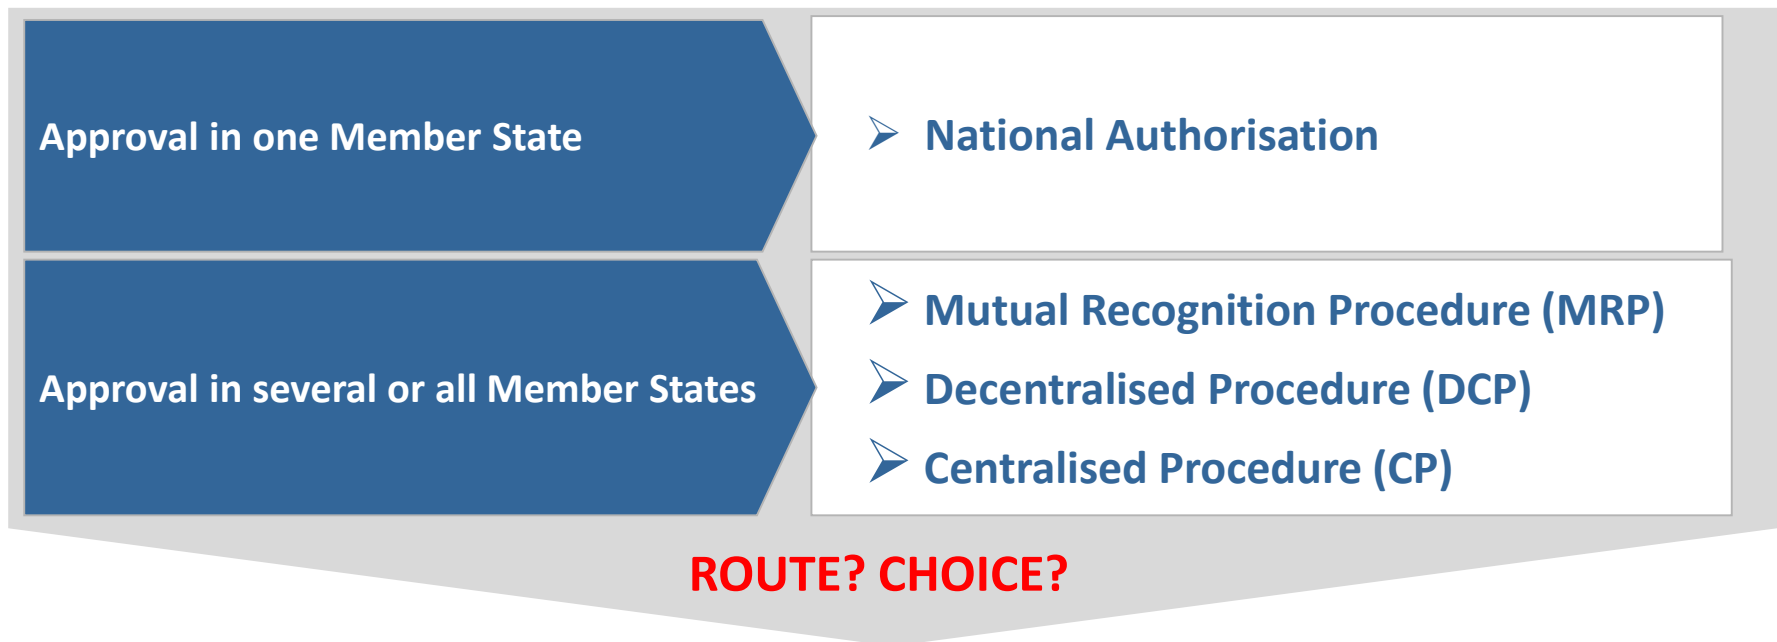 Approval in one Member State
National Authorisation
Approval in several or all Member States
Mutual Recognition Procedure (MRP)
Decentralised Procedure (DCP)
Centralised Procedure (CP)
ROUTE? CHOICE?